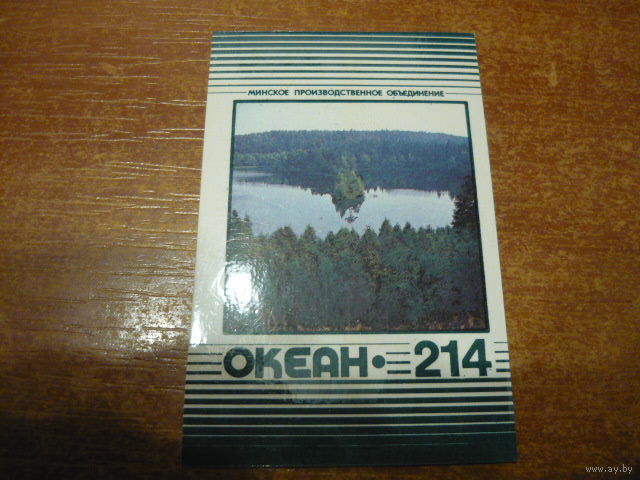 МИНСКОЕ ПРОИЗВОДСТВЕННОЕ ОБЪЕДИНЕНИЕ
ОКЕАН • 214
www.ay.by